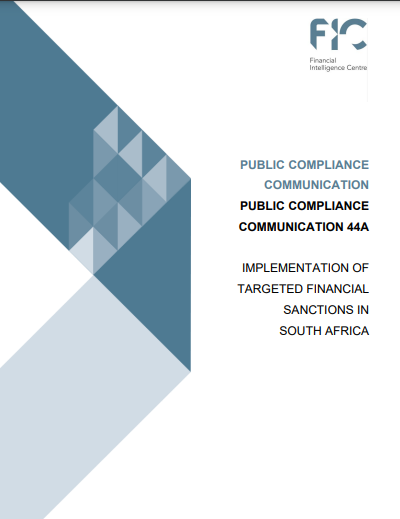 FIC
Financial
Intelligence Centre
PUBLIC COMPLIANCE
COMMUNICATION
PUBLIC COMPLIANCE
COMMUNICATION 44A
IMPLEMENTATION OF
TARGETED FINANCIAL
SANCTIONS IN
SOUTH AFRICA